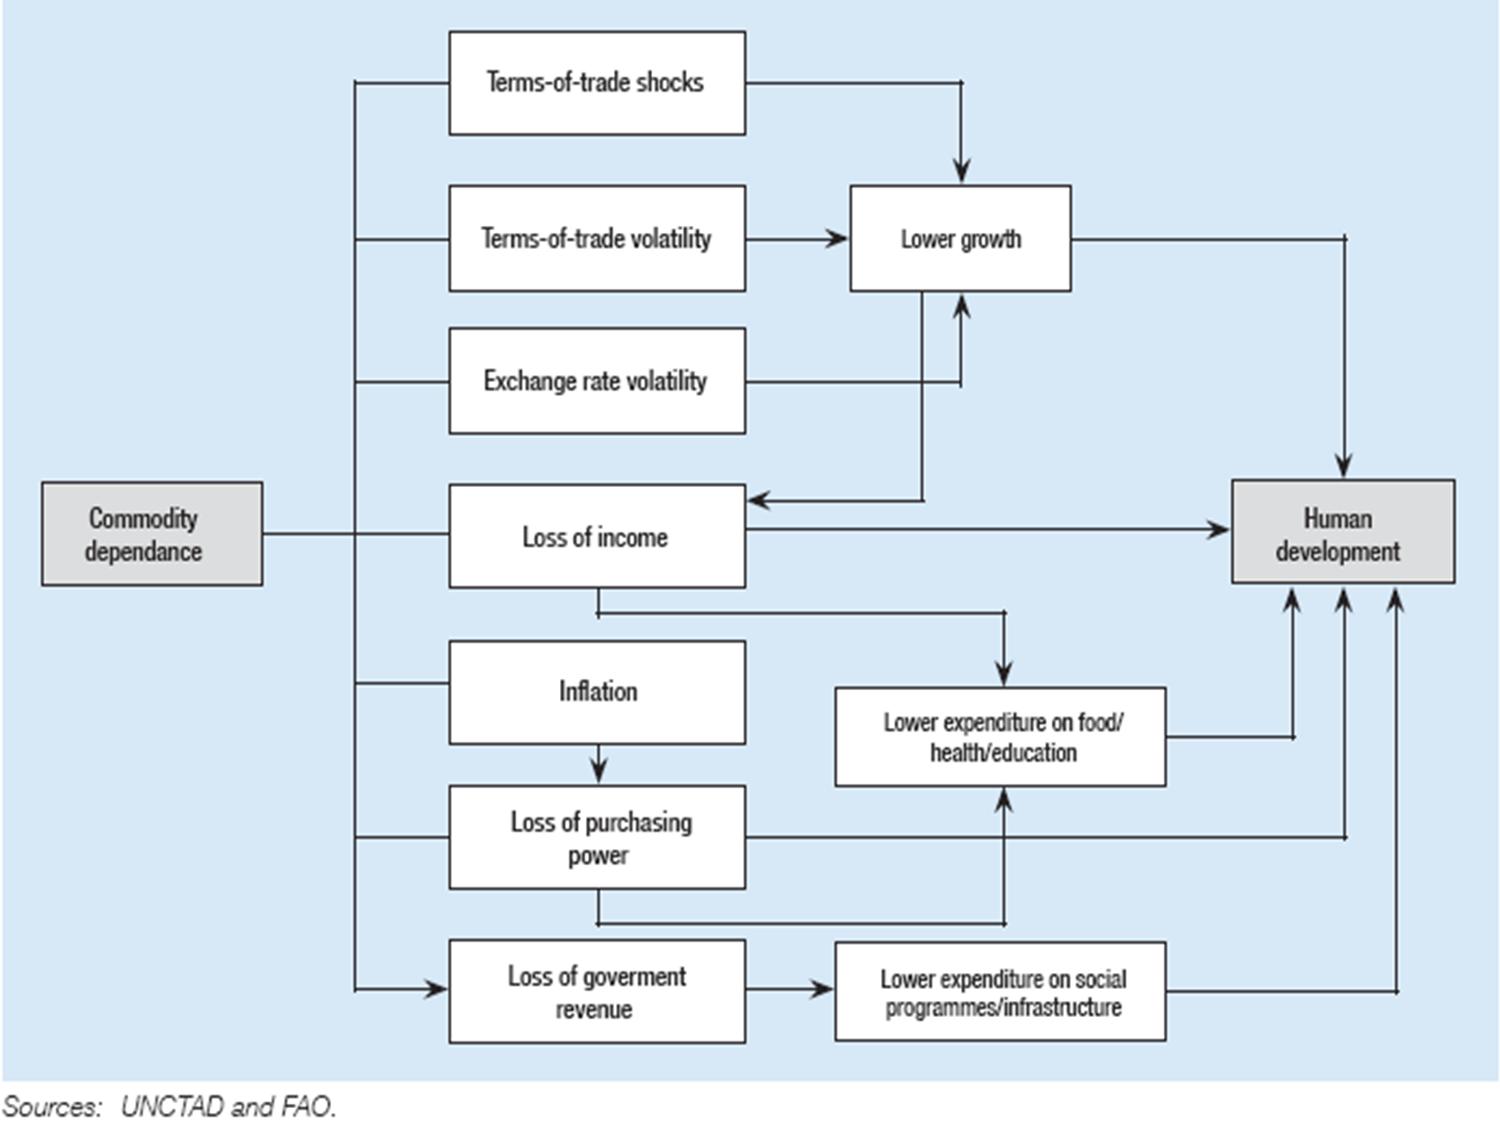 Terms-of-trade shocks
Terms-of-trade volatility
Lower growth
Exchange rate volatility
Commodity
dependance
Loss of income
Human
development
Inflation
Lower expenditure on food/
health/education
Loss of purchasing
power
Loss of goverment
revenue
Lower expenditure on social
programmes/infrastructure
Sources: UNCTAD and FAO.